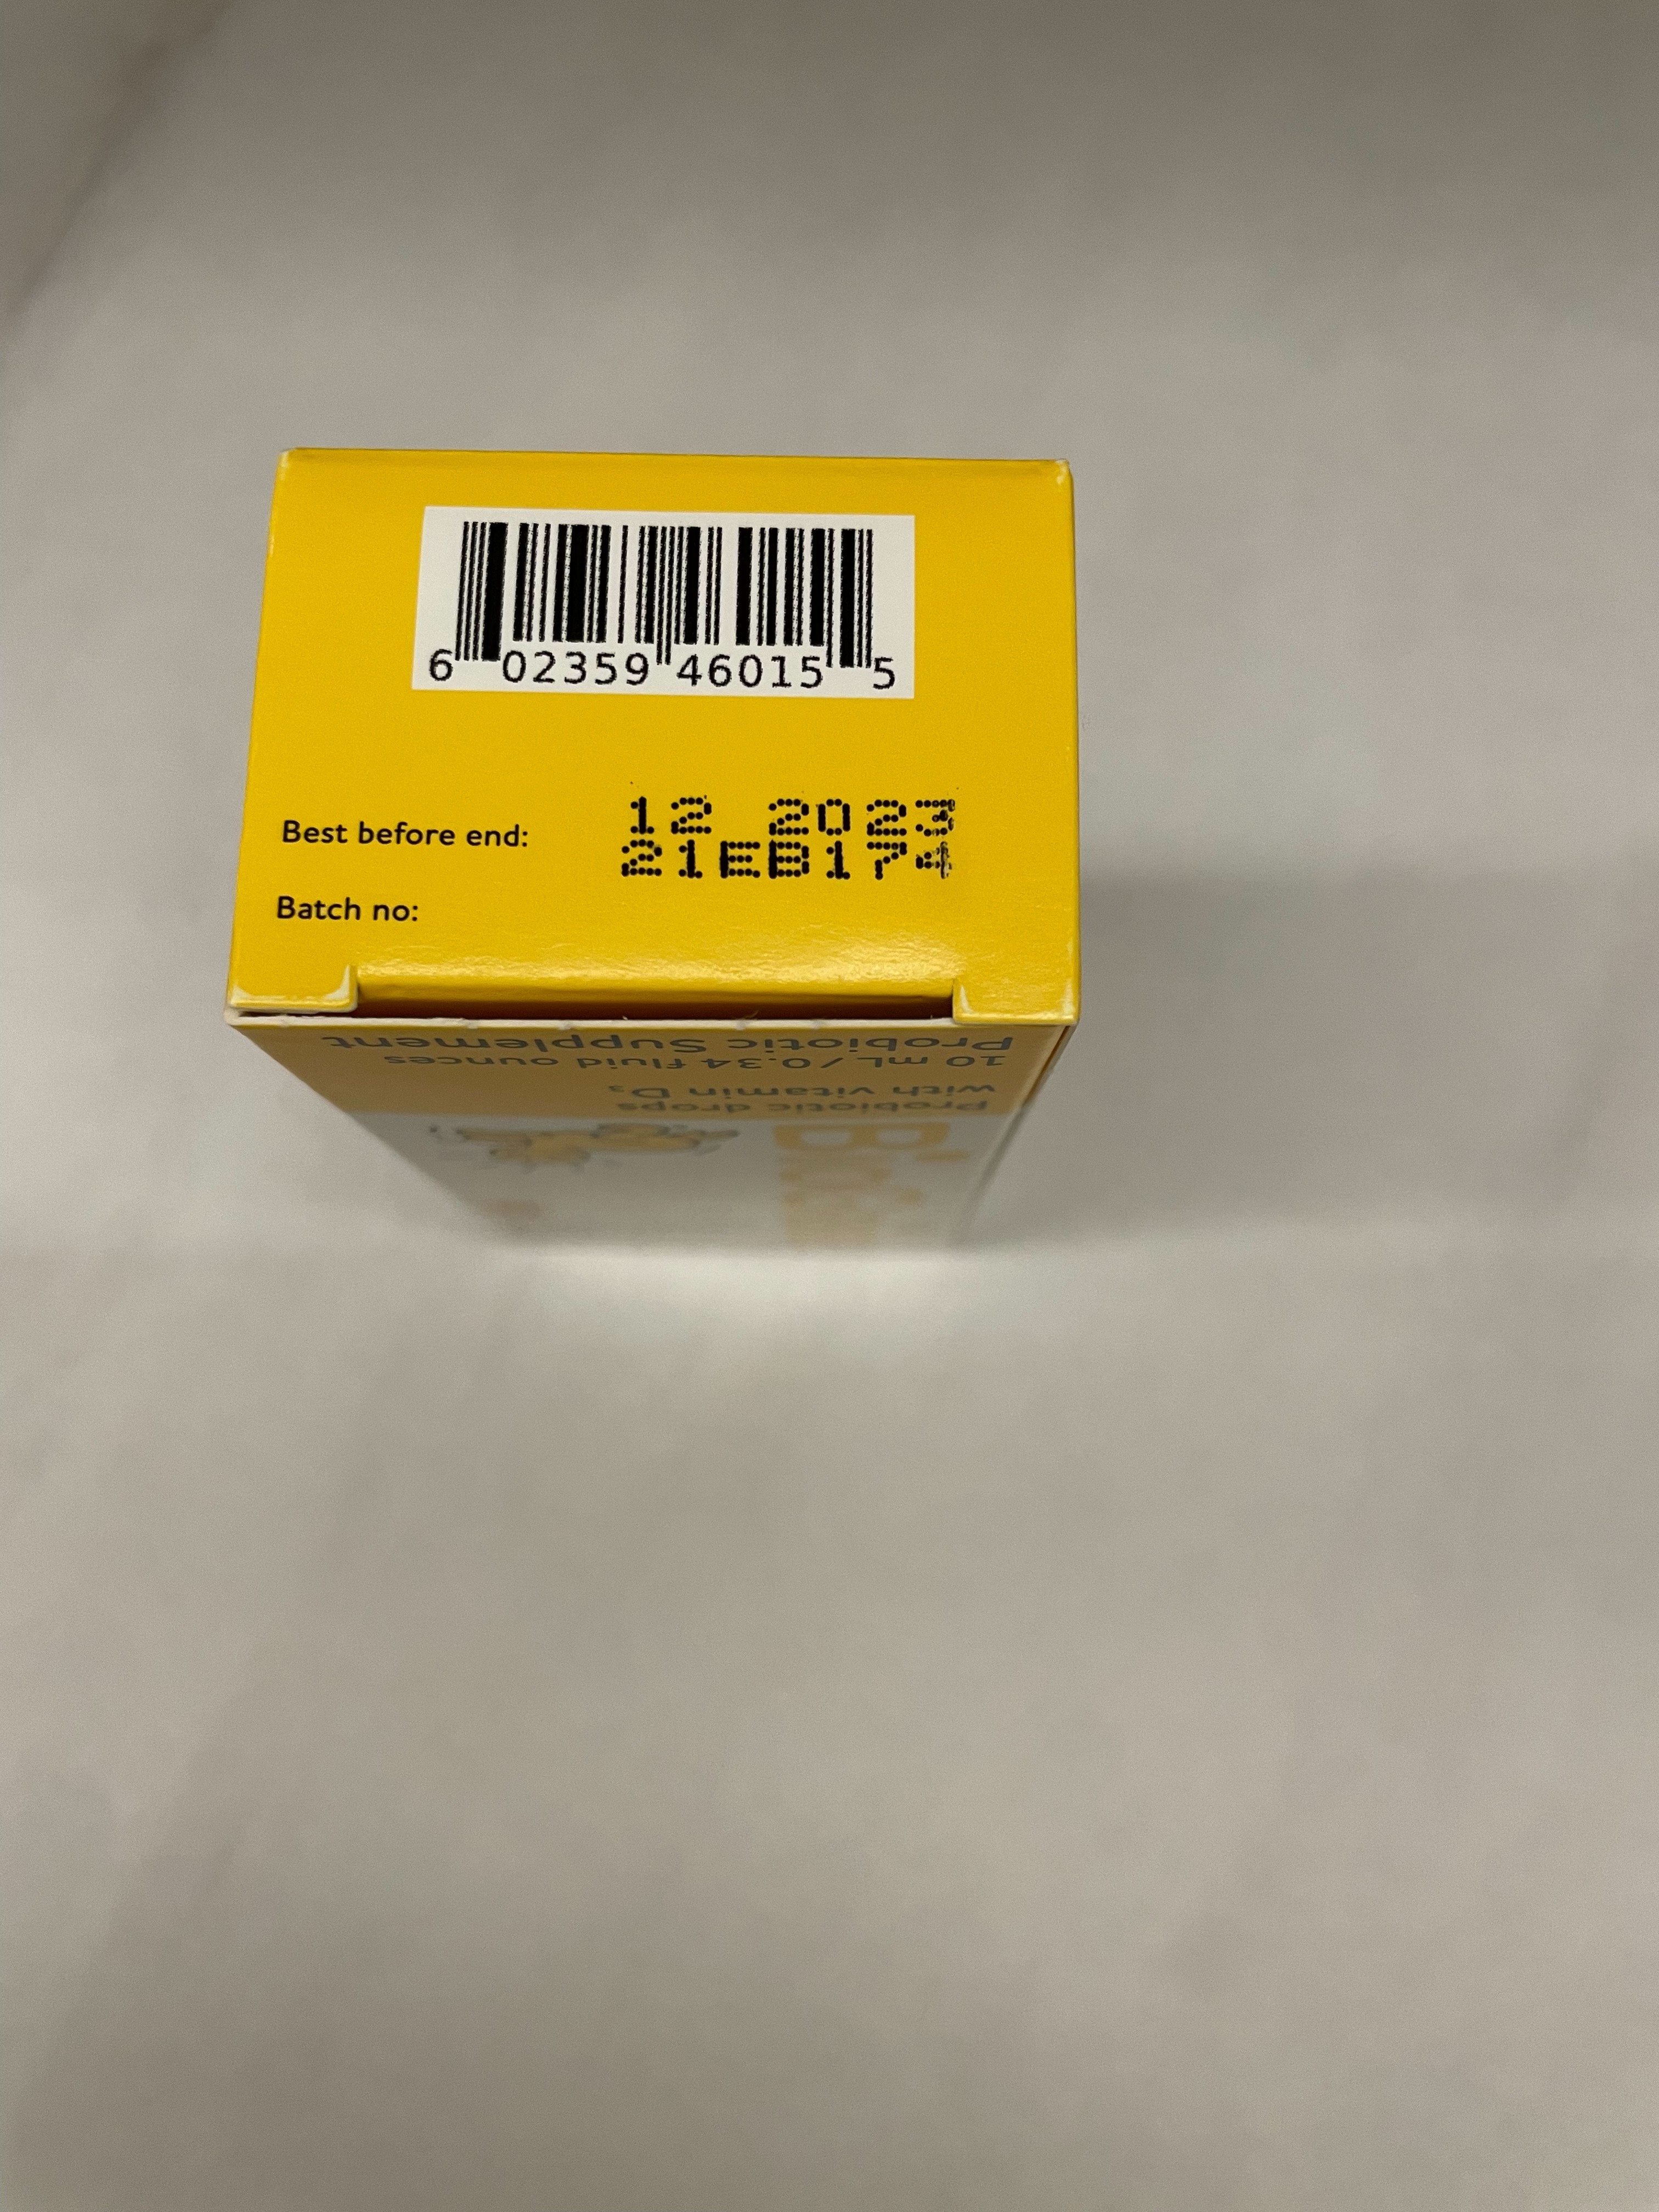 6 02359 46015 5
Best before end: 12 2023
21EB174
Batch no:
Probiotic Supplement
10 mL/0.34 fluid ounces
with vitamin D₃
Probiotic drops